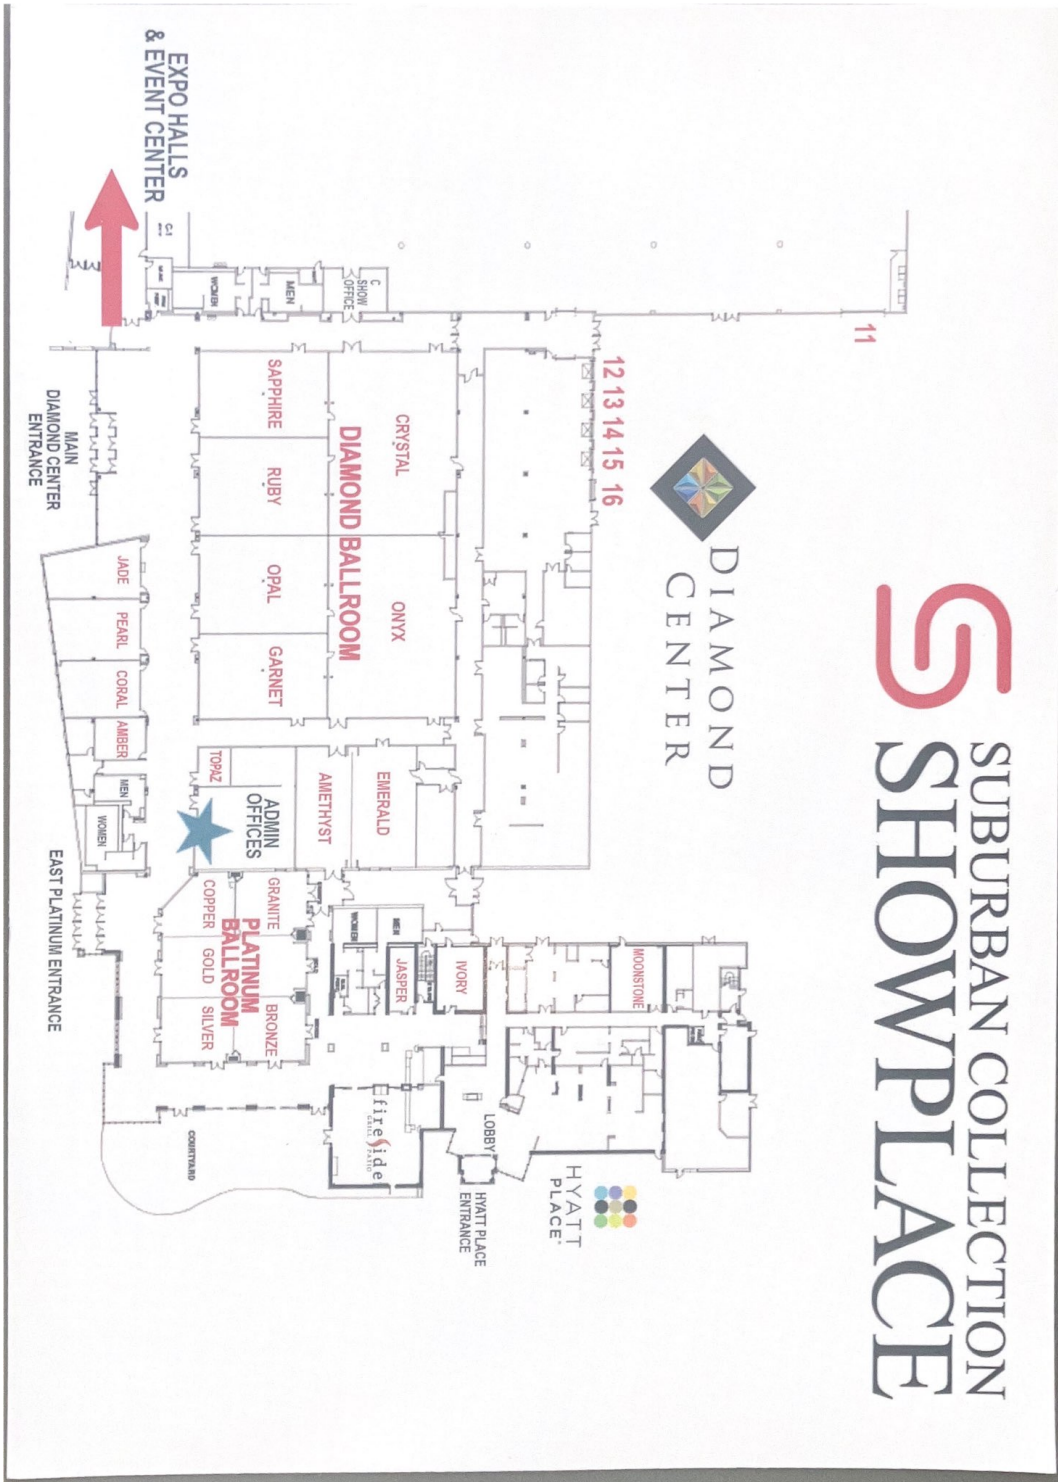 SUBURBAN COLLECTION
SHOWPLACE
DIAMOND
CENTER
11
12 13 14 15 16
HYATT
PLACE
MOONSTONE
EXPO HALLS
& EVENT CENTER
C-1
WOMEN
MEN
C
SHOW
OFFICE
CRYSTAL
ONYX
DIAMOND BALLROOM
SAPPHIRE
RUBY
OPAL
GARNET
EMERALD
AMETHYST
TOPAZ
ADMIN
OFFICES
MEN
WOMEN
JASPER
IVORY
LOBBY
HYATT PLACE
ENTRANCE
fireside
GRILL & PATIO
GRANITE
BRONZE
PLATINUM
BALLROOM
COPPER
GOLD
SILVER
COURTYARD
MAIN
DIAMOND CENTER
ENTRANCE
JADE
PEARL
CORAL
AMBER
MEN
WOMEN
EAST PLATINUM ENTRANCE